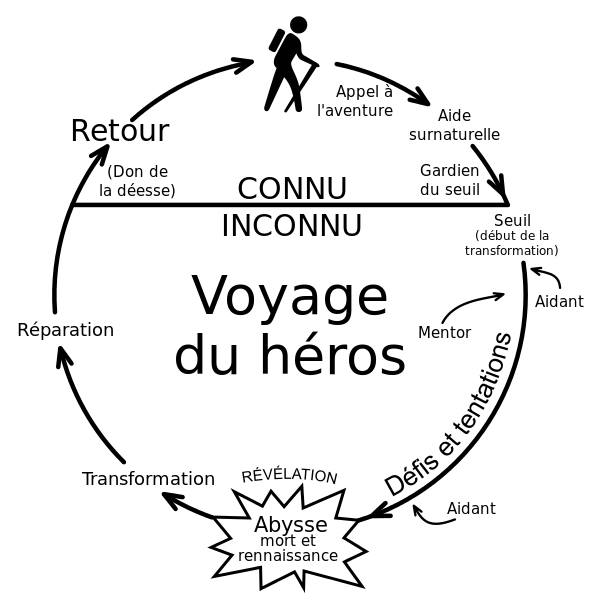 Appel à
l'aventure
Aide
surnaturelle
Retour
(Don de
la déesse)
Gardien
du seuil
CONNU
INCONNU
Seuil
(début de la
transformation)
Voyage
du héros
Aidant
Mentor
Réparation
Défis et tentations
Transformation
RÉVÉLATION
Aidant
Abysse
mort et
rennaissance